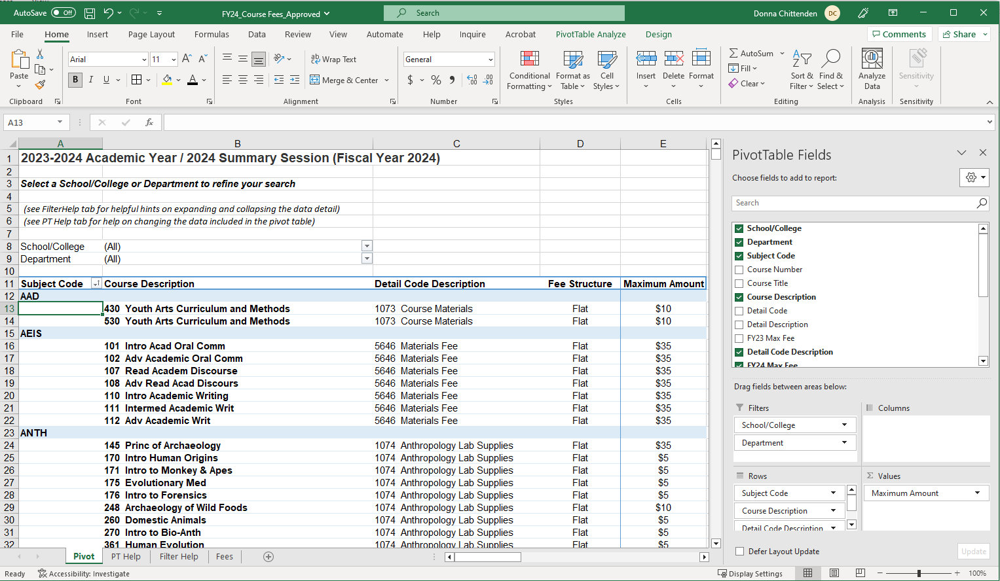 AutoSave Off FY24_Course Fees_Approved Search Donna Chittenden DC
File Home Insert Page Layout Formulas Data Review View Automate Help Inquire Acrobat PivotTable Analyze Design Comments Share
Paste
Clipboard
Arial 11
B I U A
Font
Wrap Text
Merge & Center
Alignment
General
$ % 9
Number
Conditional Formatting
Format as Table
Cell Styles
Styles
Insert Delete Format
Cells
AutoSum
Fill
Clear
Sort & Filter
Find & Select
Editing
Analyze Data
Analysis
Sensitivity
Sensitivity
A13 fx
A B C D E
1 2023-2024 Academic Year / 2024 Summary Session (Fiscal Year 2024)
2
3 Select a School/College or Department to refine your search
4
5 (see FilterHelp tab for helpful hints on expanding and collapsing the data detail)
6 (see PT Help tab for help on changing the data included in the pivot table)
7
8 School/College (All)
9 Department (All)
10
11 Subject Code Course Description Detail Code Description Fee Structure Maximum Amount
12 AAD
13 430 Youth Arts Curriculum and Methods 1073 Course Materials Flat $10
14 530 Youth Arts Curriculum and Methods 1073 Course Materials Flat $10
15 AEIS
16 101 Intro Acad Oral Comm 5646 Materials Fee Flat $35
17 102 Adv Academic Oral Comm 5646 Materials Fee Flat $35
18 107 Read Academ Discourse 5646 Materials Fee Flat $35
19 108 Adv Read Acad Discours 5646 Materials Fee Flat $35
20 110 Intro Academic Writing 5646 Materials Fee Flat $35
21 111 Intermed Academic Writ 5646 Materials Fee Flat $35
22 112 Adv Academic Writ 5646 Materials Fee Flat $35
23 ANTH
24 145 Princ of Archaeology 1074 Anthropology Lab Supplies Flat $35
25 170 Intro Human Origins 1074 Anthropology Lab Supplies Flat $5
26 171 Intro to Monkey & Apes 1074 Anthropology Lab Supplies Flat $5
27 175 Evolutionary Med 1074 Anthropology Lab Supplies Flat $5
28 176 Intro to Forensics 1074 Anthropology Lab Supplies Flat $5
29 248 Archaeology of Wild Foods 1074 Anthropology Lab Supplies Flat $10
30 260 Domestic Animals 1074 Anthropology Lab Supplies Flat $5
31 270 Intro to Bio-Anth 1074 Anthropology Lab Supplies Flat $5
32 361 Human Evolution 1074 Anthropology Lab Supplies Flat $5
PivotTable Fields
Choose fields to add to report:
Search
School/College
Department
Subject Code
Course Number
Course Title
Course Description
Detail Code
Detail Description
FY23 Max Fee
Detail Code Description
FY24 Max Fee
Drag fields between areas below:
Filters Columns
School/College
Department
Rows Σ Values
Subject Code Maximum Amount
Course Description
Detail Code Description
Defer Layout Update Update
Pivot PT Help Filter Help Fees
Ready Accessibility: Investigate Display Settings 100%